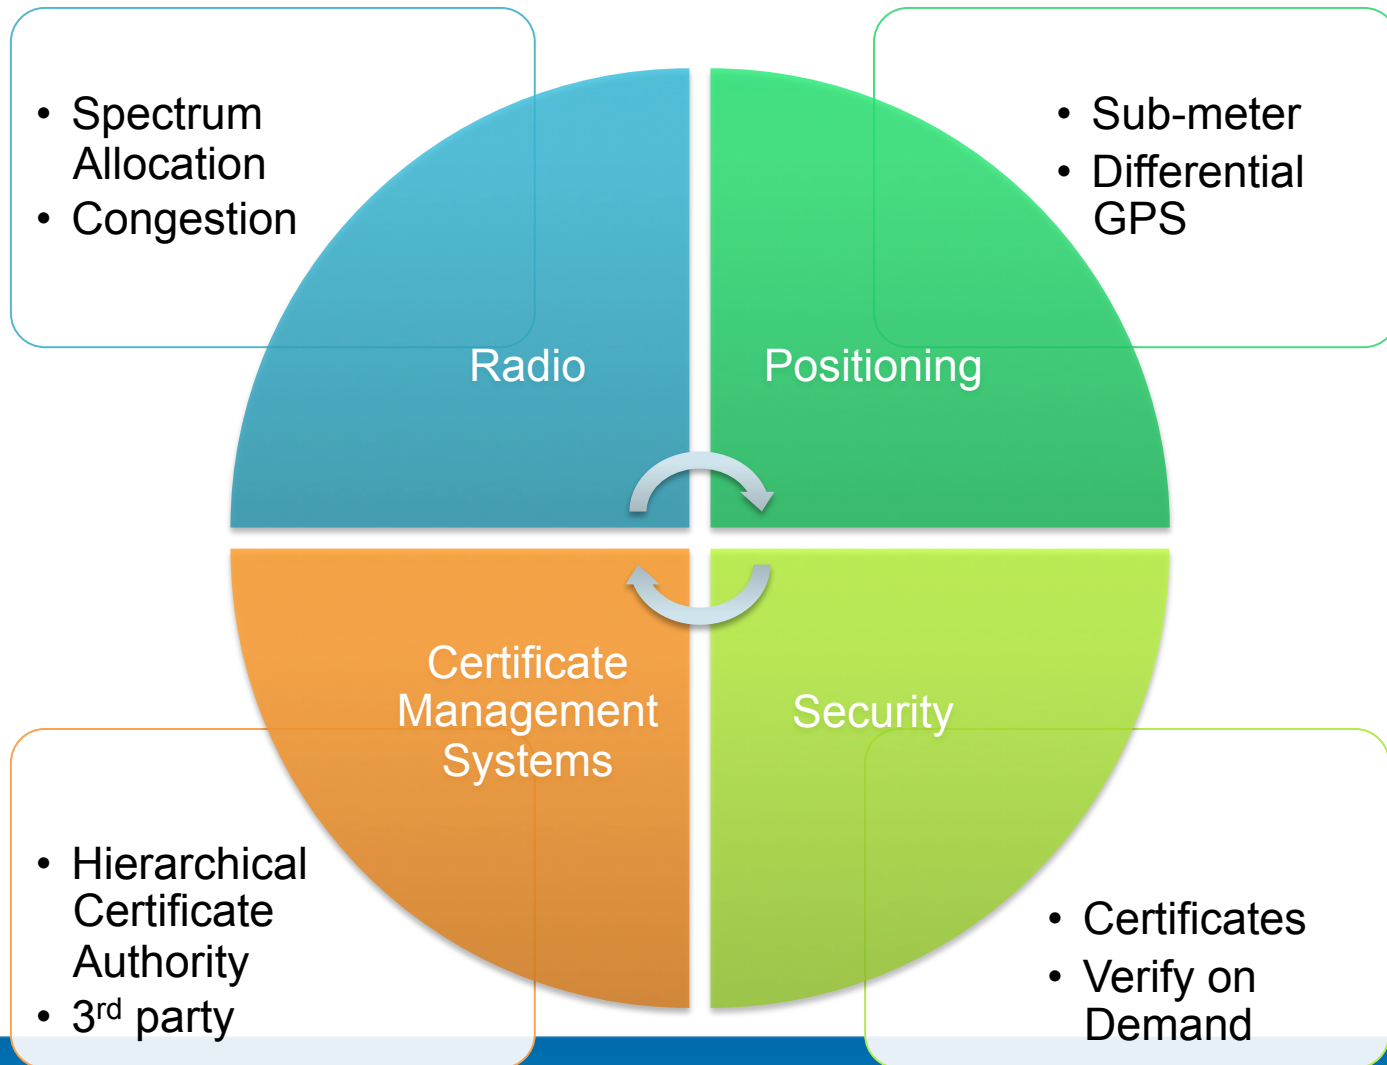 • Spectrum
Allocation
• Congestion
Radio
• Sub-meter
• Differential
GPS
Positioning
Certificate
Management
Systems
• Hierarchical
Certificate
Authority
• 3rd party
Security
• Certificates
• Verify on
Demand